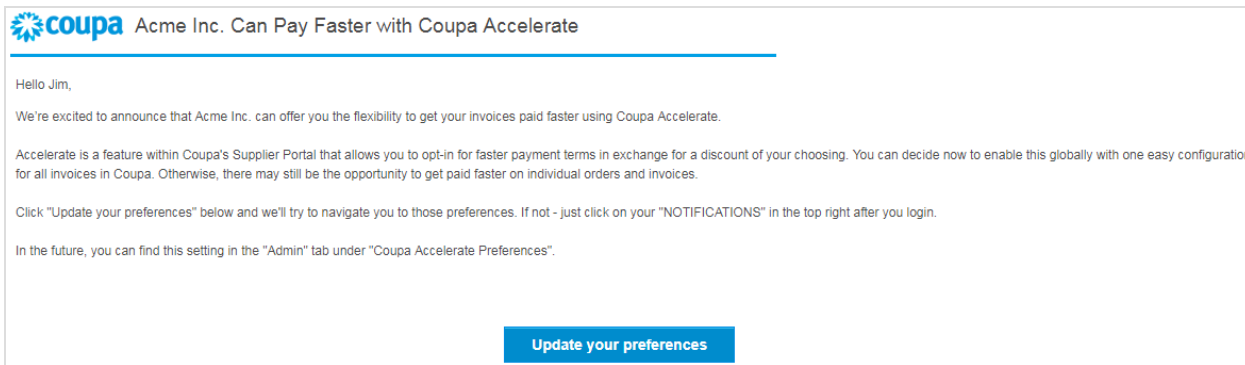 coupa Acme Inc. Can Pay Faster with Coupa Accelerate
Hello Jim,
We're excited to announce that Acme Inc. can offer you the flexibility to get your invoices paid faster using Coupa Accelerate.
Accelerate is a feature within Coupa's Supplier Portal that allows you to opt-in for faster payment terms in exchange for a discount of your choosing. You can decide now to enable this globally with one easy configuration
for all invoices in Coupa. Otherwise, there may still be the opportunity to get paid faster on individual orders and invoices.
Click "Update your preferences" below and we'll try to navigate you to those preferences. If not - just click on your "NOTIFICATIONS" in the top right after you login.
In the future, you can find this setting in the "Admin" tab under "Coupa Accelerate Preferences".
Update your preferences